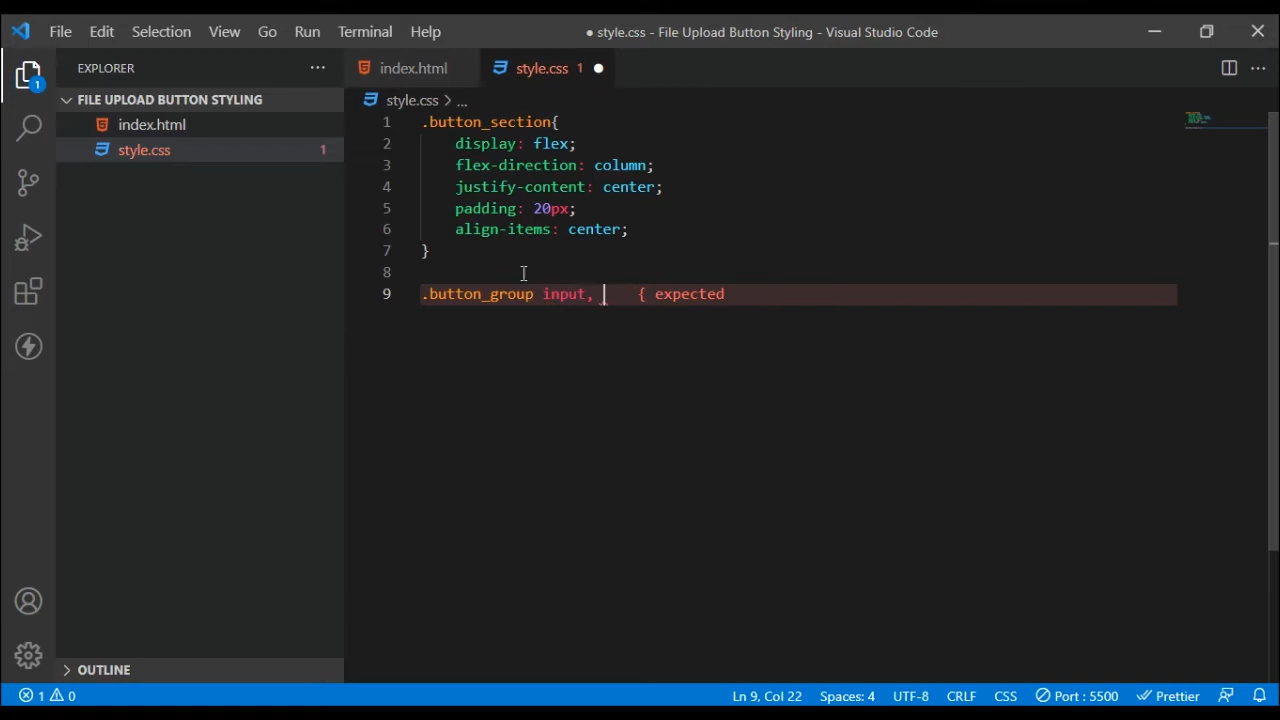 File Edit Selection View Go Run Terminal Help ● style.css - File Upload Button Styling - Visual Studio Code
EXPLORER ··· index.html style.css 1 ● ···
1
FILE UPLOAD BUTTON STYLING
style.css > ...
index.html
style.css 1
1 .button_section{
2 display: flex;
3 flex-direction: column;
4 justify-content: center;
5 padding: 20px;
6 align-items: center;
7 }
8
9 .button_group input, { expected
OUTLINE
1 0 Ln 9, Col 22 Spaces: 4 UTF-8 CRLF CSS Port : 5500 Prettier